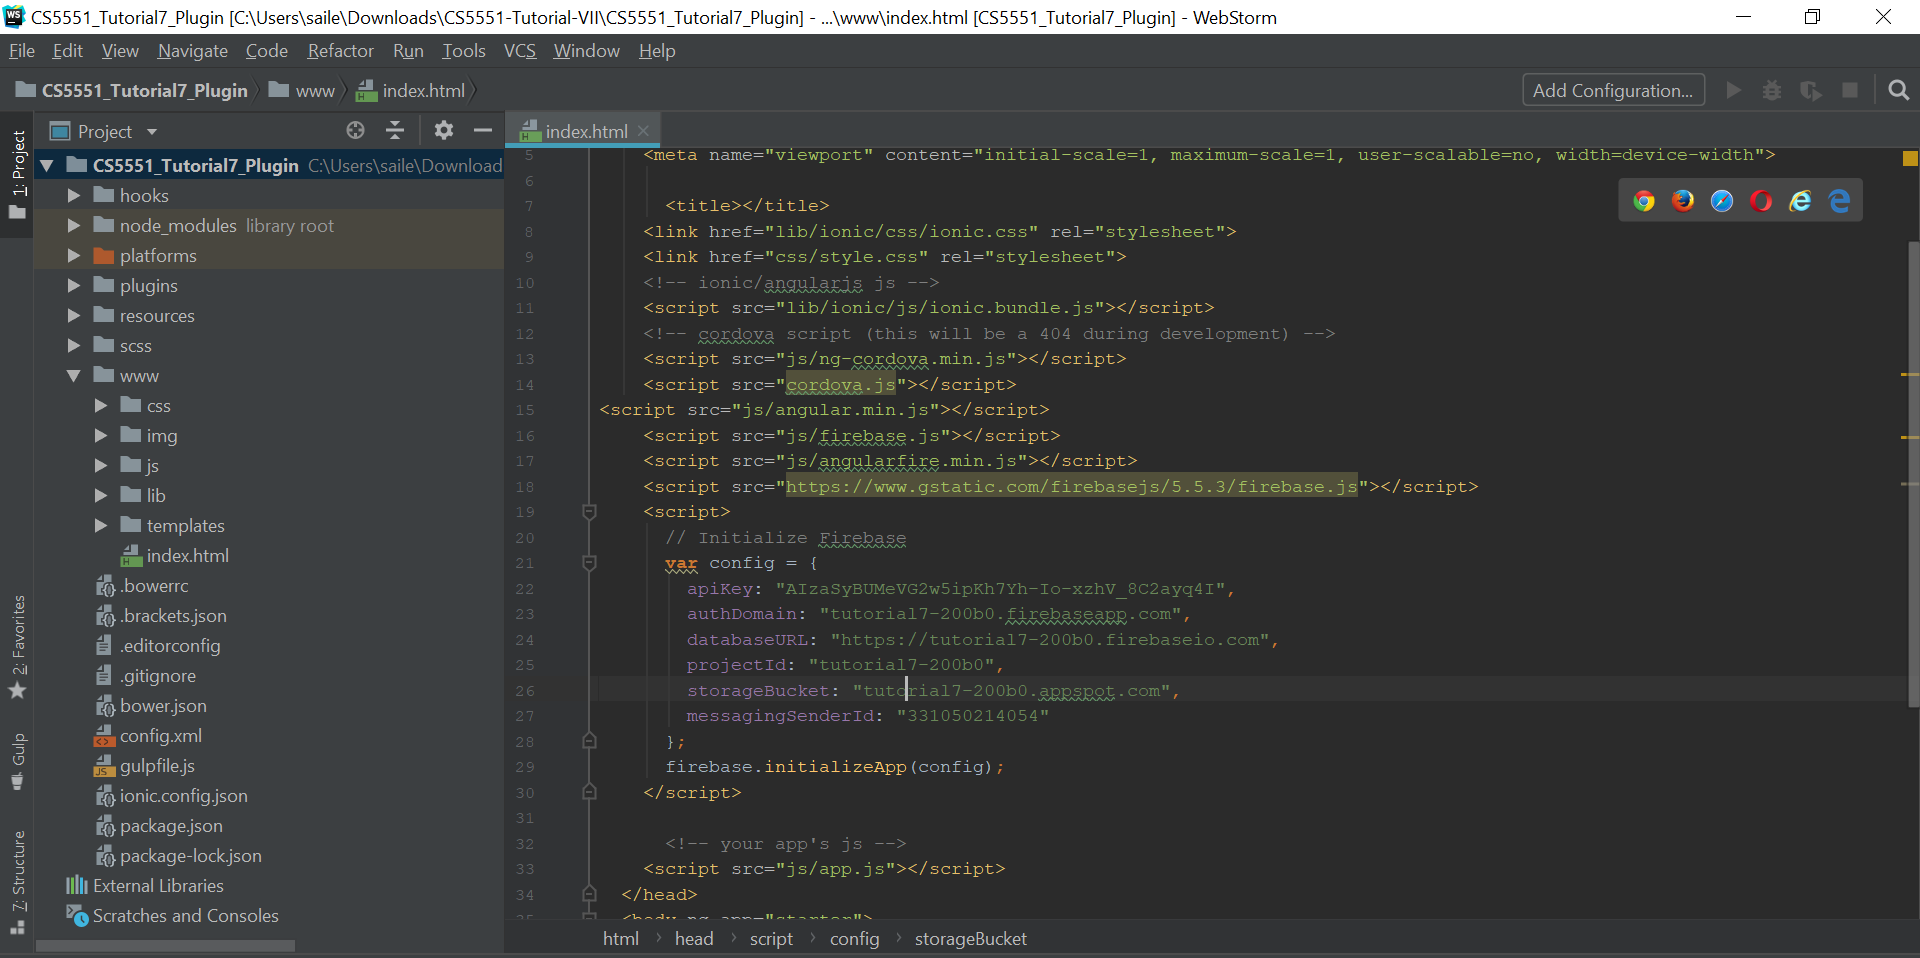 CS5551_Tutorial7_Plugin [C:\Users\saile\Downloads\CS5551-Tutorial-VII\CS5551_Tutorial7_Plugin] - ...\www\index.html [CS5551_Tutorial7_Plugin] - WebStorm
File Edit View Navigate Code Refactor Run Tools VCS Window Help
CS5551_Tutorial7_Plugin www index.html Add Configuration...
Project
index.html
1: Project
2: Favorites
Gulp
7: Structure
CS5551_Tutorial7_Plugin C:\Users\saile\Download
hooks
node_modules library root
platforms
plugins
resources
scss
www
css
img
js
lib
templates
index.html
.bowerrc
.brackets.json
.editorconfig
.gitignore
bower.json
config.xml
gulpfile.js
ionic.config.json
package.json
package-lock.json
External Libraries
Scratches and Consoles
5 <meta name="viewport" content="initial-scale=1, maximum-scale=1, user-scalable=no, width=device-width">
6
7 <title></title>
8 <link href="lib/ionic/css/ionic.css" rel="stylesheet">
9 <link href="css/style.css" rel="stylesheet">
10 <!-- ionic/angularjs js -->
11 <script src="lib/ionic/js/ionic.bundle.js"></script>
12 <!-- cordova script (this will be a 404 during development) -->
13 <script src="js/ng-cordova.min.js"></script>
14 <script src="cordova.js"></script>
15 <script src="js/angular.min.js"></script>
16 <script src="js/firebase.js"></script>
17 <script src="js/angularfire.min.js"></script>
18 <script src="https://www.gstatic.com/firebasejs/5.5.3/firebase.js"></script>
19 <script>
20 // Initialize Firebase
21 var config = {
22 apiKey: "AIzaSyBUMeVG2w5ipKh7Yh-Io-xzhV_8C2ayq4I",
23 authDomain: "tutorial7-200b0.firebaseapp.com",
24 databaseURL: "https://tutorial7-200b0.firebaseio.com",
25 projectId: "tutorial7-200b0",
26 storageBucket: "tutorial7-200b0.appspot.com",
27 messagingSenderId: "331050214054"
28 };
29 firebase.initializeApp(config);
30 </script>
31
32 <!-- your app's js -->
33 <script src="js/app.js"></script>
34 </head>
35 <body ng-app="starter">
html head script config storageBucket